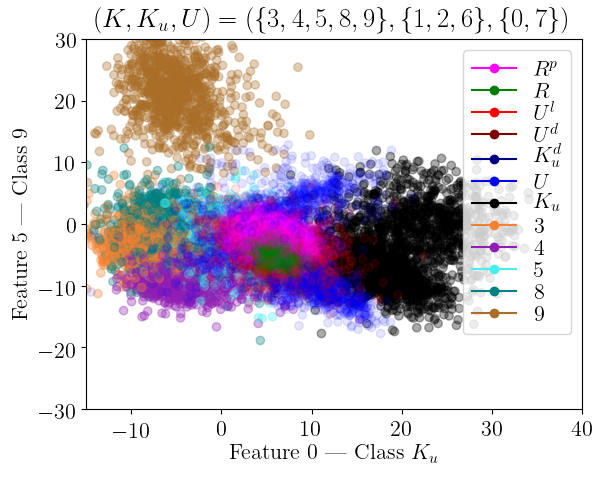 (K, K_u, U) = ({3, 4, 5, 8, 9}, {1, 2, 6}, {0, 7})
30
20
10
0
−10
−20
−30
Feature 5 — Class 9
R^p
R
U^l
U^d
K_u^d
U
K_u
3
4
5
8
9
−10
0
10
20
30
40
Feature 0 — Class K_u